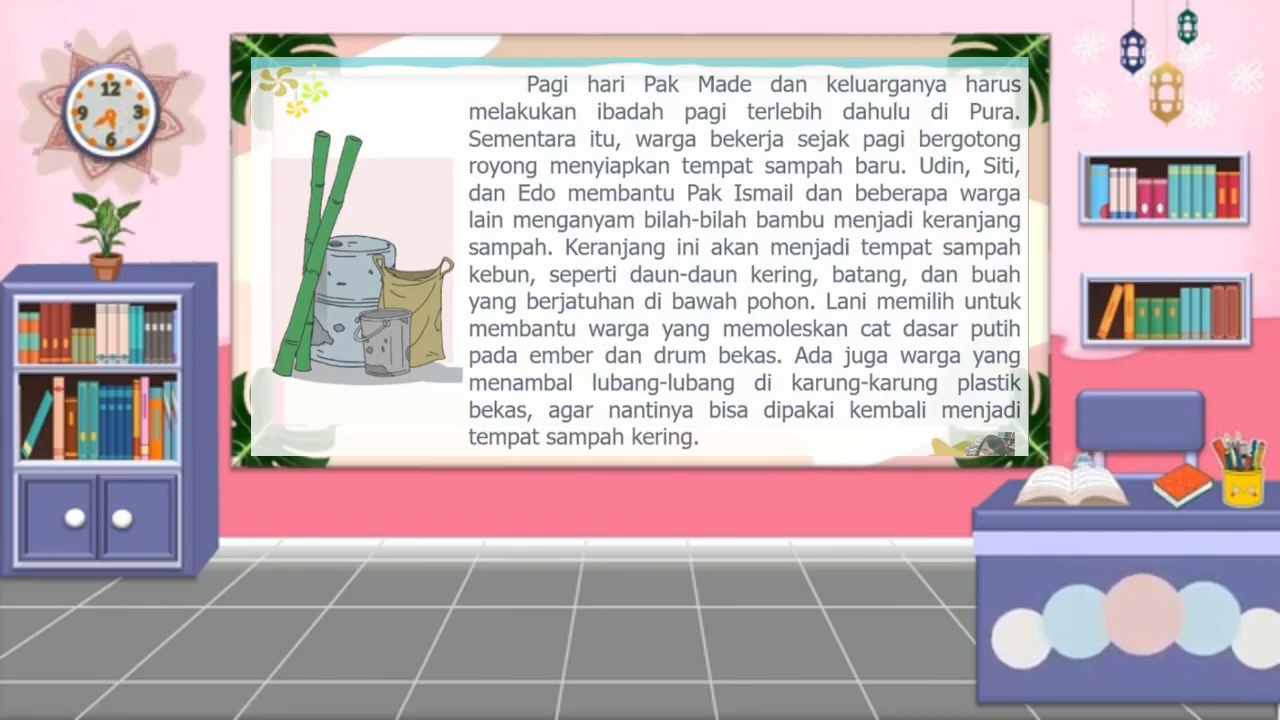 12
3
6
9
Pagi hari Pak Made dan keluarganya harus
melakukan ibadah pagi terlebih dahulu di Pura.
Sementara itu, warga bekerja sejak pagi bergotong
royong menyiapkan tempat sampah baru. Udin, Siti,
dan Edo membantu Pak Ismail dan beberapa warga
lain menganyam bilah-bilah bambu menjadi keranjang
sampah. Keranjang ini akan menjadi tempat sampah
kebun, seperti daun-daun kering, batang, dan buah
yang berjatuhan di bawah pohon. Lani memilih untuk
membantu warga yang memoleskan cat dasar putih
pada ember dan drum bekas. Ada juga warga yang
menambal lubang-lubang di karung-karung plastik
bekas, agar nantinya bisa dipakai kembali menjadi
tempat sampah kering.